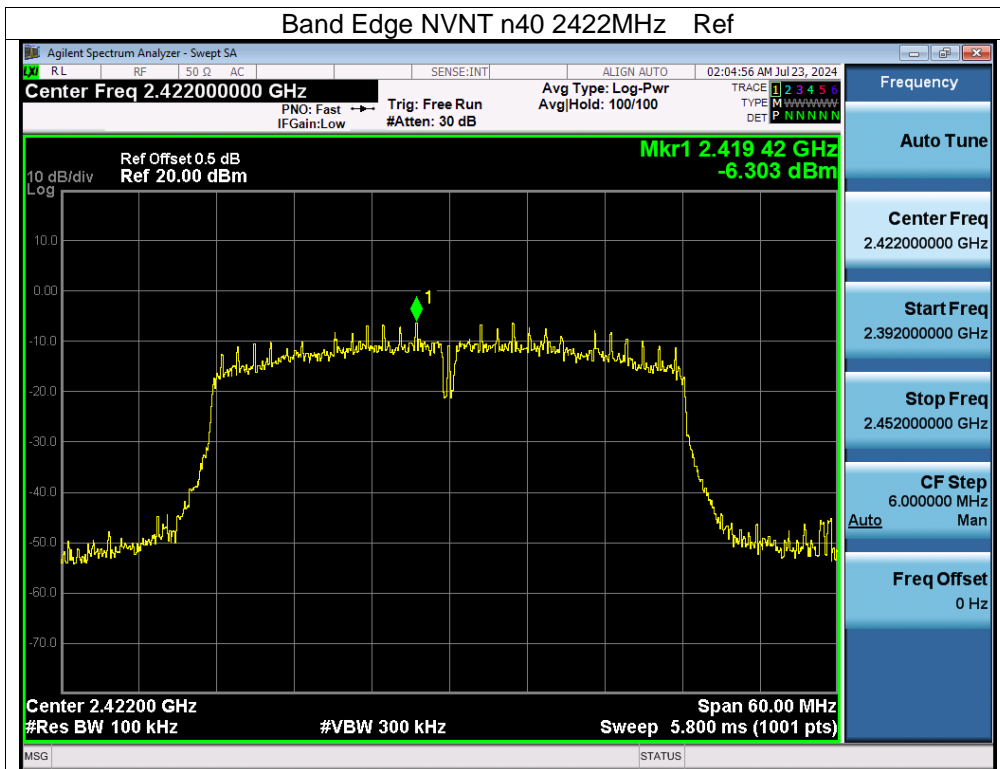 Band Edge NVNT n40 2422MHz Ref
Agilent Spectrum Analyzer - Swept SA
LXI RL RF 50 Ω AC SENSE:INT ALIGN AUTO 02:04:56 AM Jul 23, 2024
Center Freq 2.422000000 GHz
PNO: Fast
IFGain:Low
Trig: Free Run
#Atten: 30 dB
Avg Type: Log-Pwr
Avg|Hold: 100/100
TRACE 1 2 3 4 5 6
TYPE M WWWWW
DET P N N N N N
Frequency
Auto Tune
Center Freq
2.422000000 GHz
Start Freq
2.392000000 GHz
Stop Freq
2.452000000 GHz
CF Step
6.000000 MHz
Auto Man
Freq Offset
0 Hz
Mkr1 2.419 42 GHz
-6.303 dBm
Ref Offset 0.5 dB
10 dB/div Ref 20.00 dBm
Log
10.0
0.00
-10.0
-20.0
-30.0
-40.0
-50.0
-60.0
-70.0
1
Center 2.42200 GHz Span 60.00 MHz
#Res BW 100 kHz #VBW 300 kHz Sweep 5.800 ms (1001 pts)
MSG STATUS